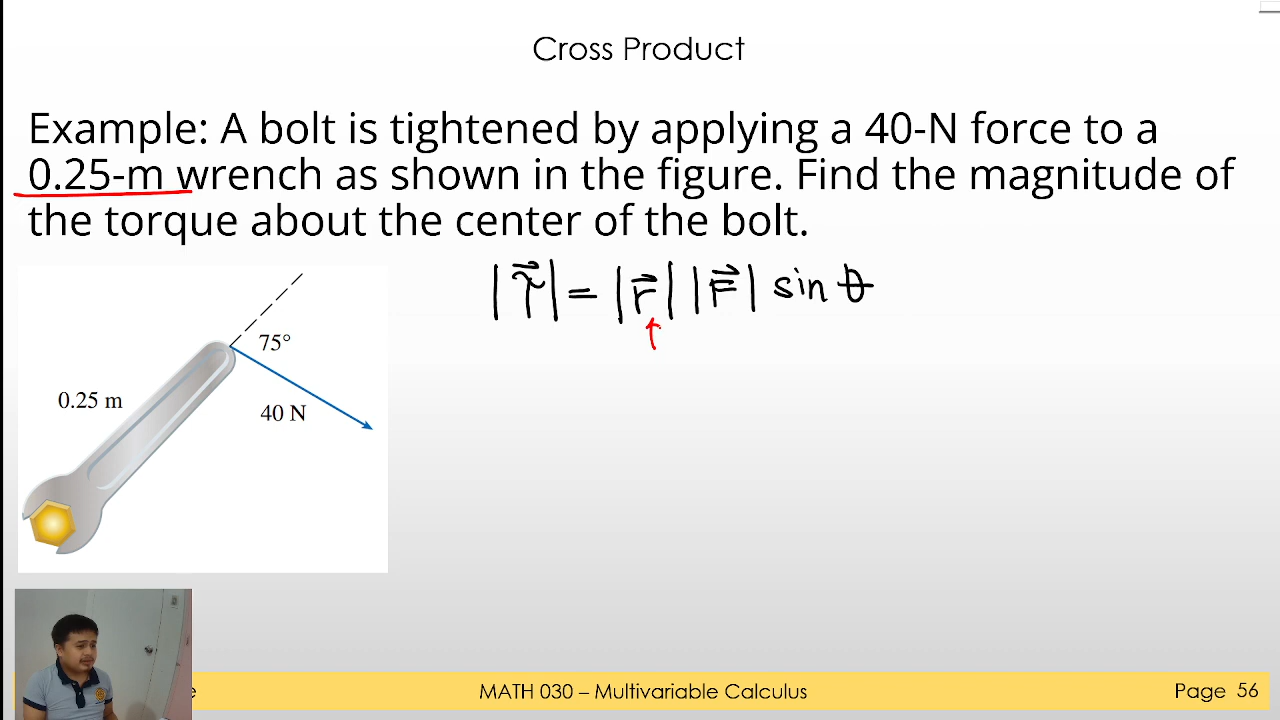 Cross Product
Example: A bolt is tightened by applying a 40-N force to a
0.25-m wrench as shown in the figure. Find the magnitude of
the torque about the center of the bolt.
|τ⃗| = |r⃗| |F⃗| sin θ
75°
0.25 m
40 N
MATH 030 – Multivariable Calculus
Page 56